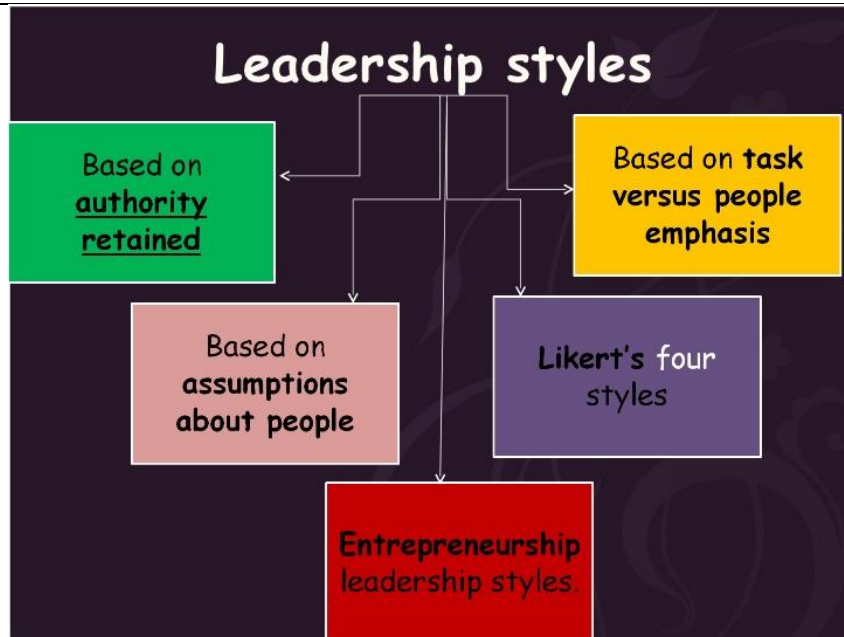 Leadership styles
Based on
authority
retained
Based on task
versus people
emphasis
Based on
assumptions
about people
Likert's four
styles
Entrepreneurship
leadership styles.